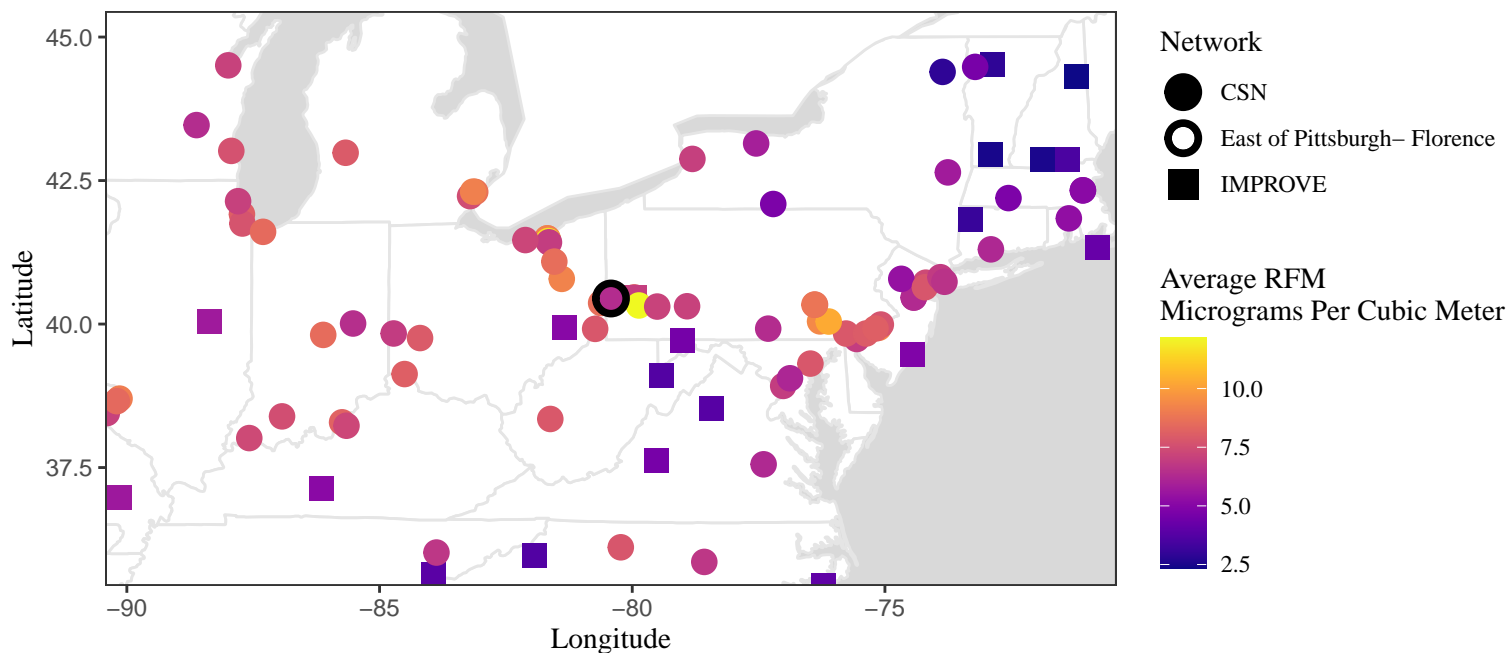 45.0
42.5
40.0
37.5
Latitude
−90
−85
−80
−75
Longitude
Network
CSN
East of Pittsburgh− Florence
IMPROVE
Average RFM
Micrograms Per Cubic Meter
10.0
7.5
5.0
2.5